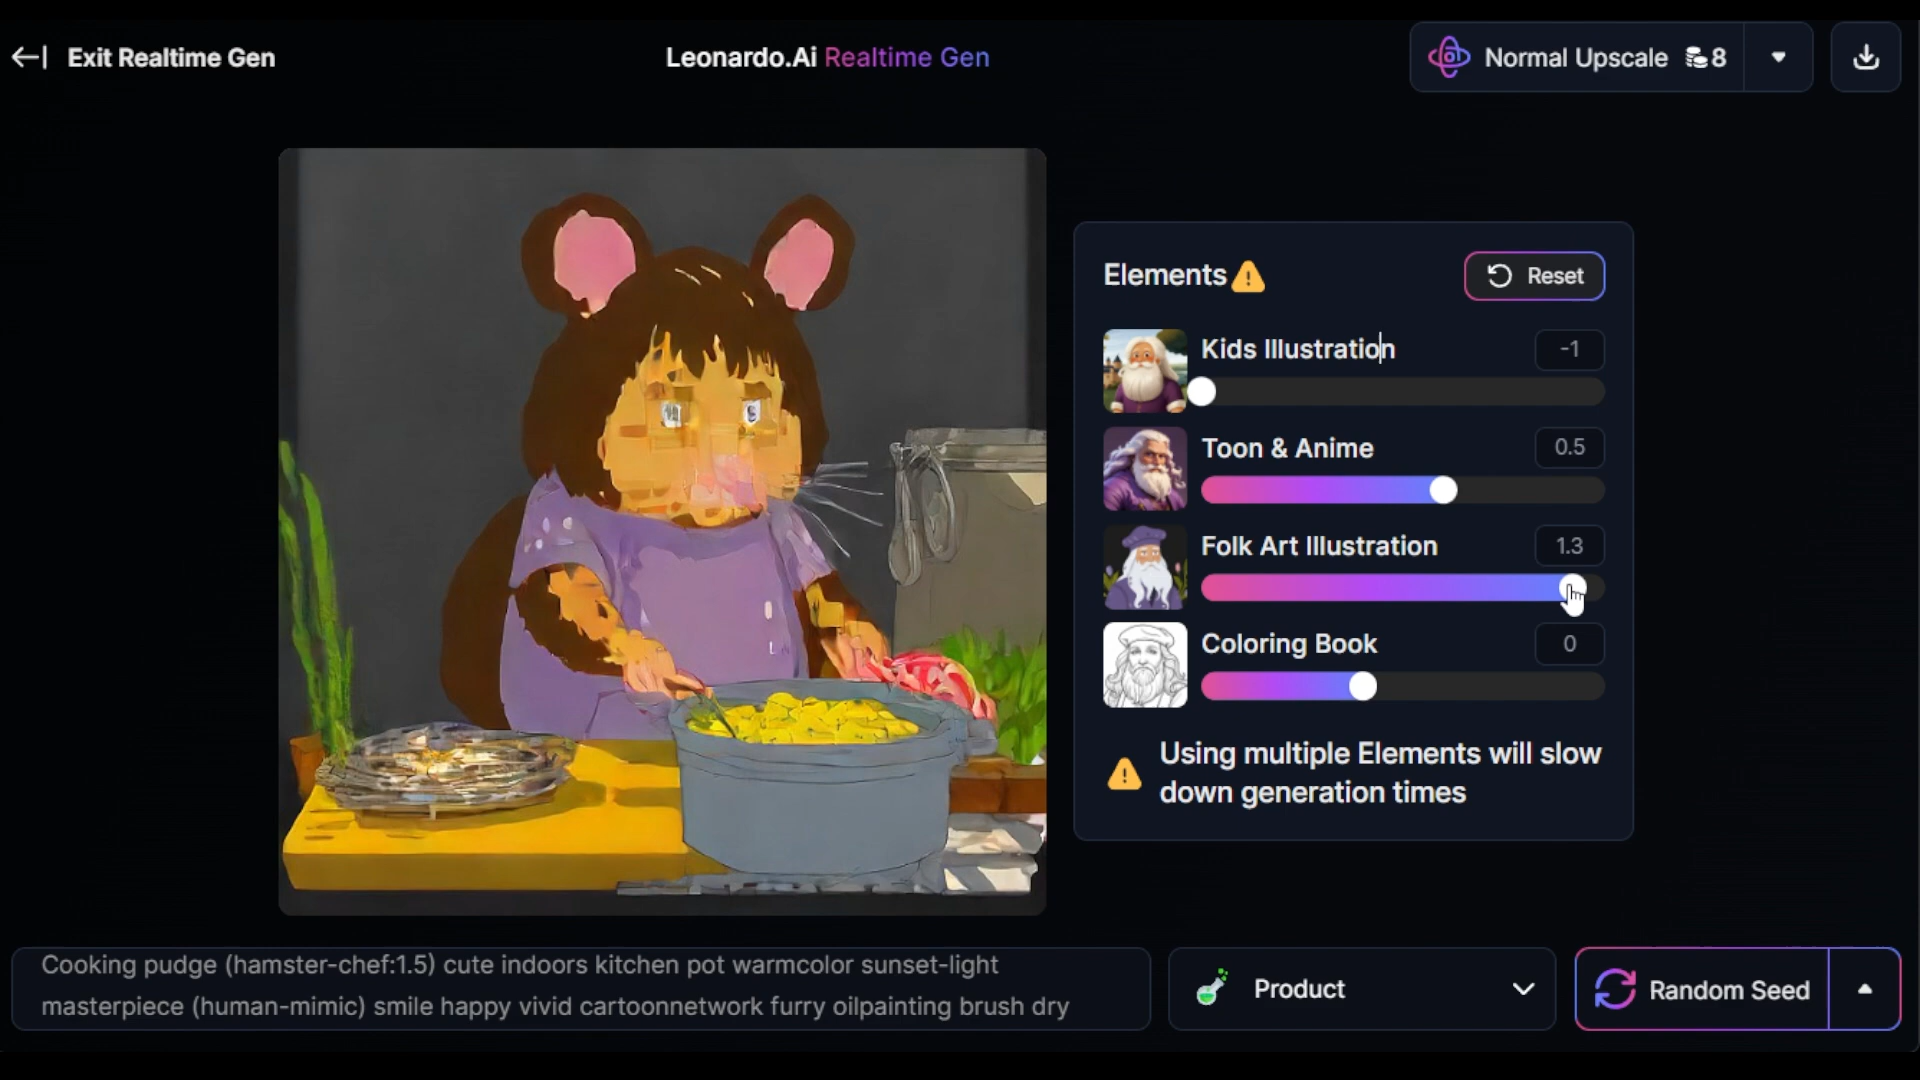 Exit Realtime Gen
Leonardo.Ai Realtime Gen
Normal Upscale 8
Elements
Reset
Kids Illustration
-1
Toon & Anime
0.5
Folk Art Illustration
1.3
Coloring Book
0
Using multiple Elements will slow
down generation times
Cooking pudge (hamster-chef:1.5) cute indoors kitchen pot warmcolor sunset-light
masterpiece (human-mimic) smile happy vivid cartoonnetwork furry oilpainting brush dry
Product
Random Seed